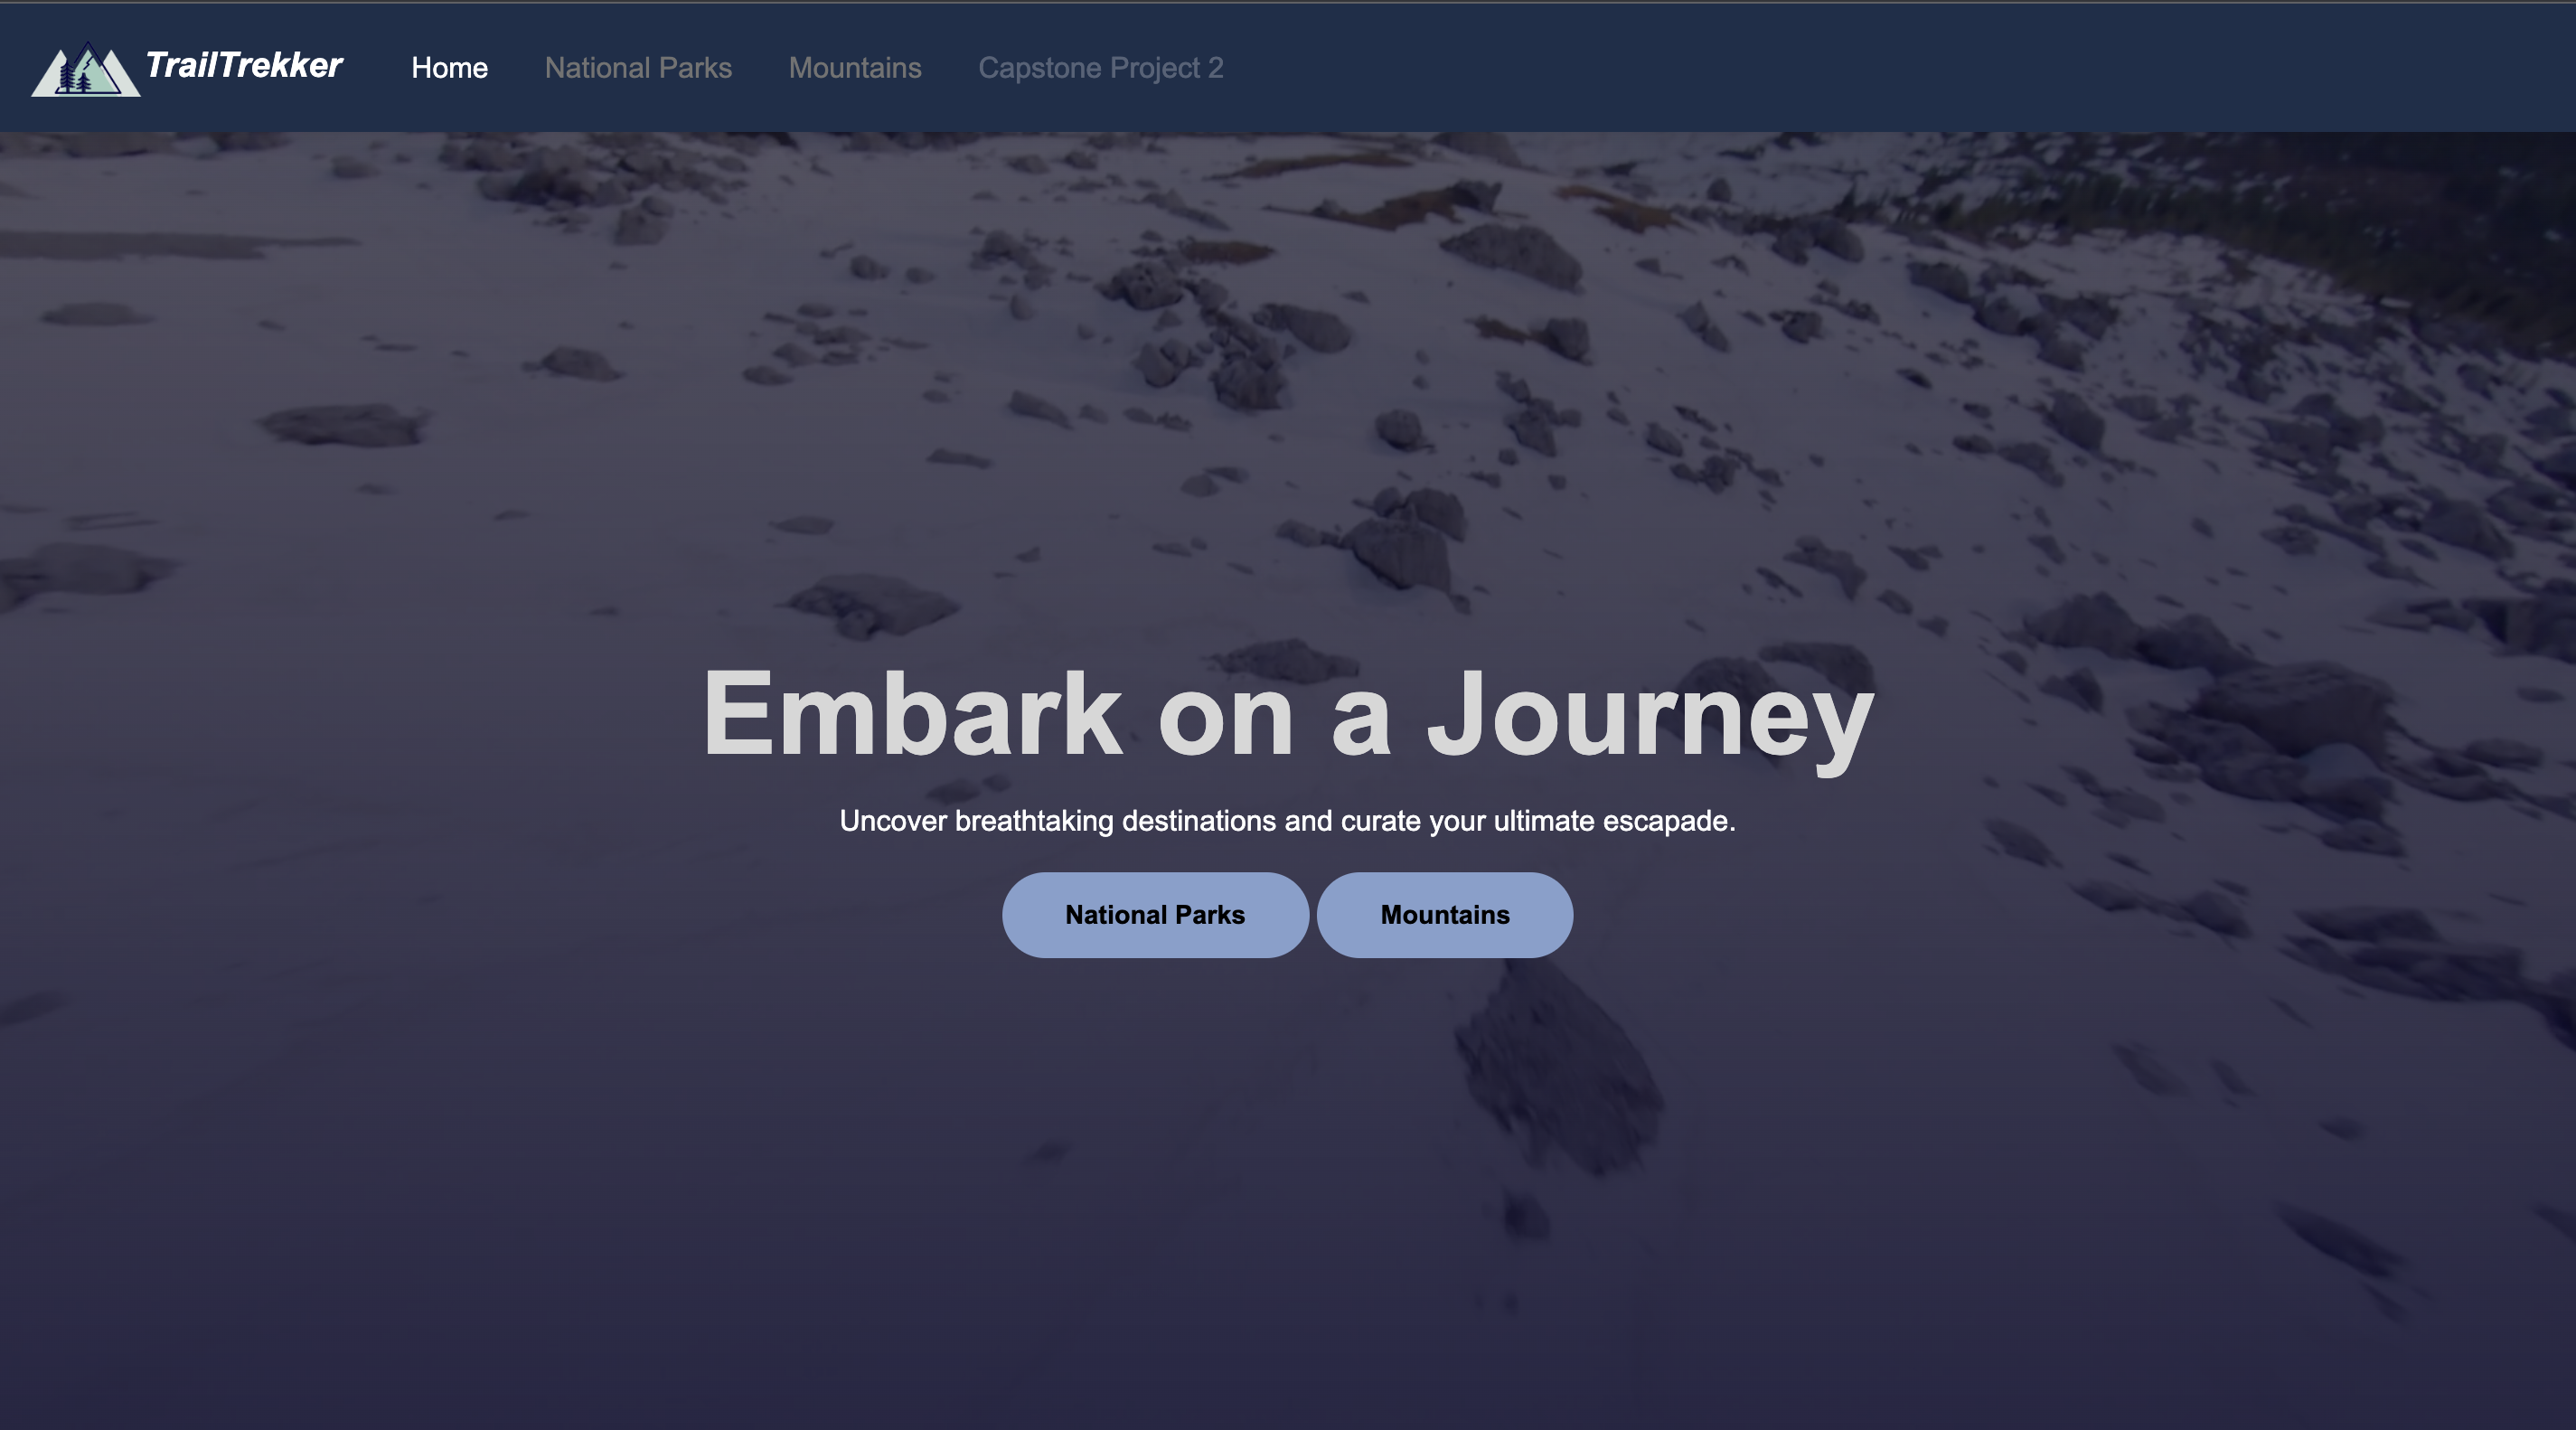 TrailTrekker Home National Parks Mountains Capstone Project 2
Embark on a Journey
Uncover breathtaking destinations and curate your ultimate escapade.
National Parks Mountains